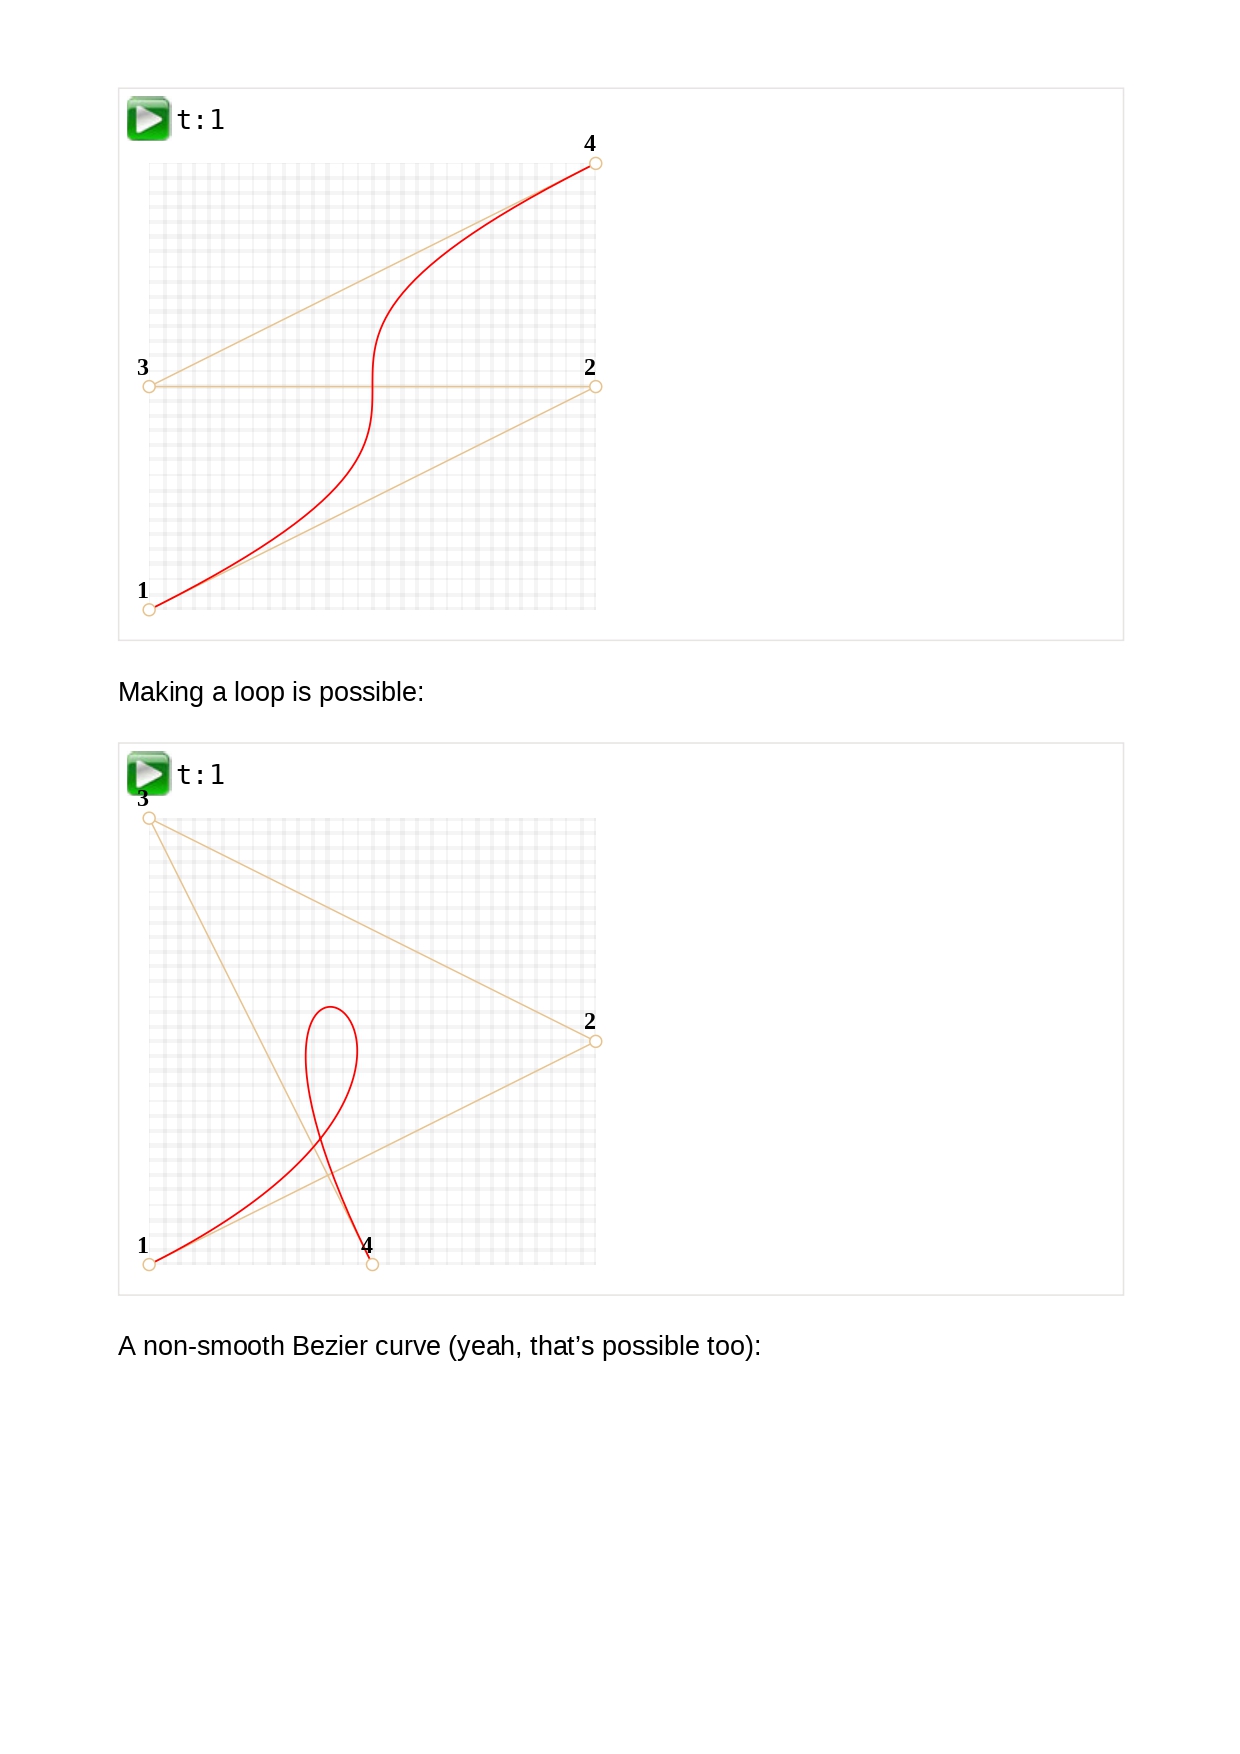 t:1
4
3
2
1
Making a loop is possible:
t:1
3
2
1
4
A non-smooth Bezier curve (yeah, that’s possible too):